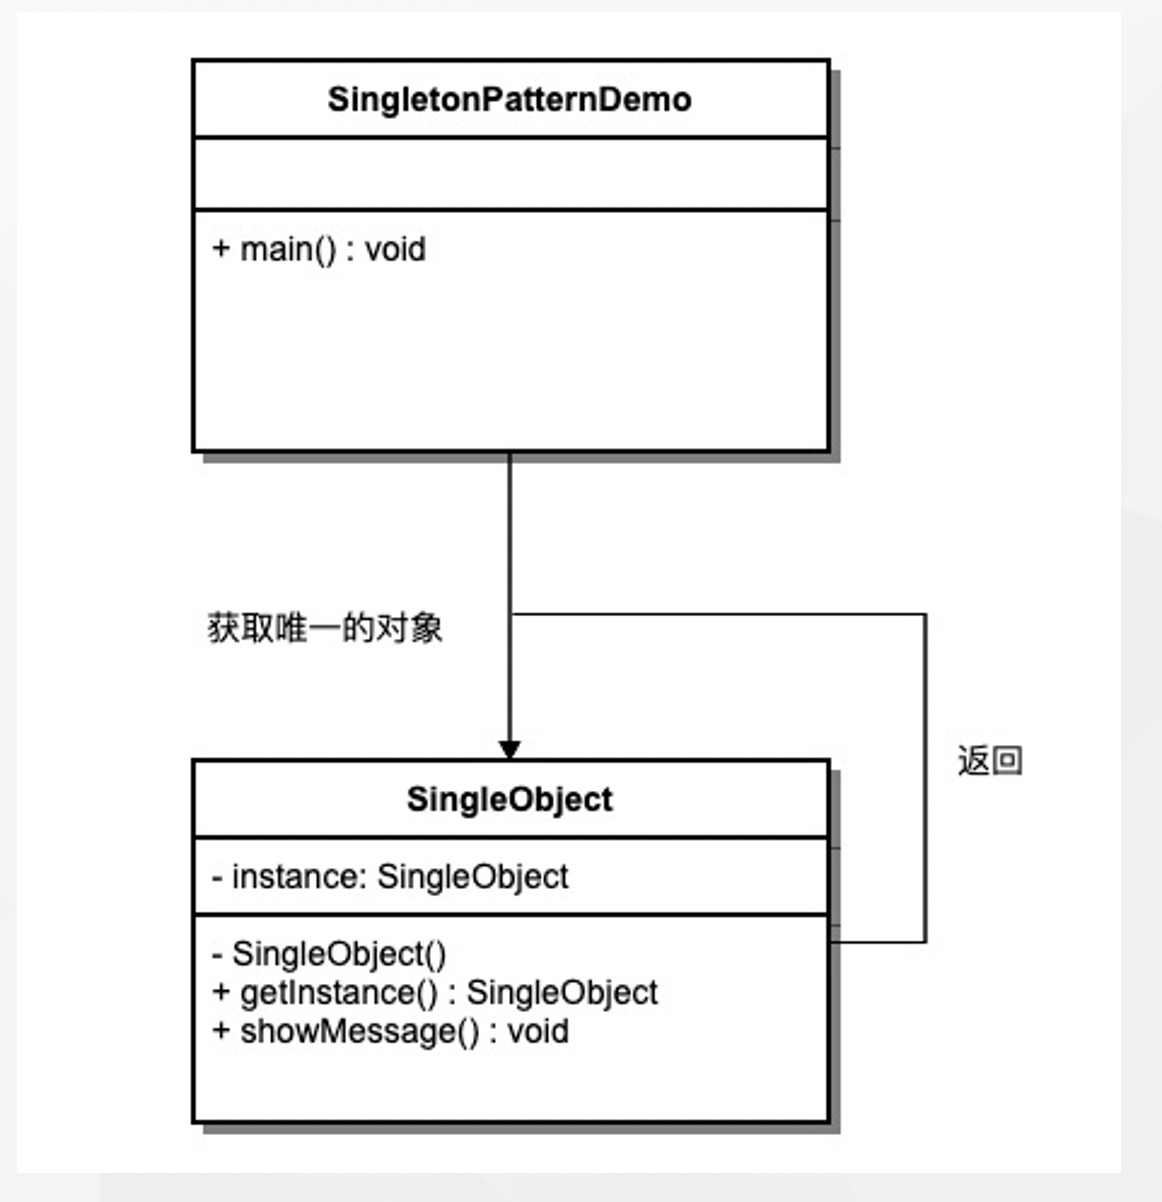 SingletonPatternDemo
+ main() : void
获取唯一的对象
返回
SingleObject
- instance: SingleObject
- SingleObject()
+ getInstance() : SingleObject
+ showMessage() : void